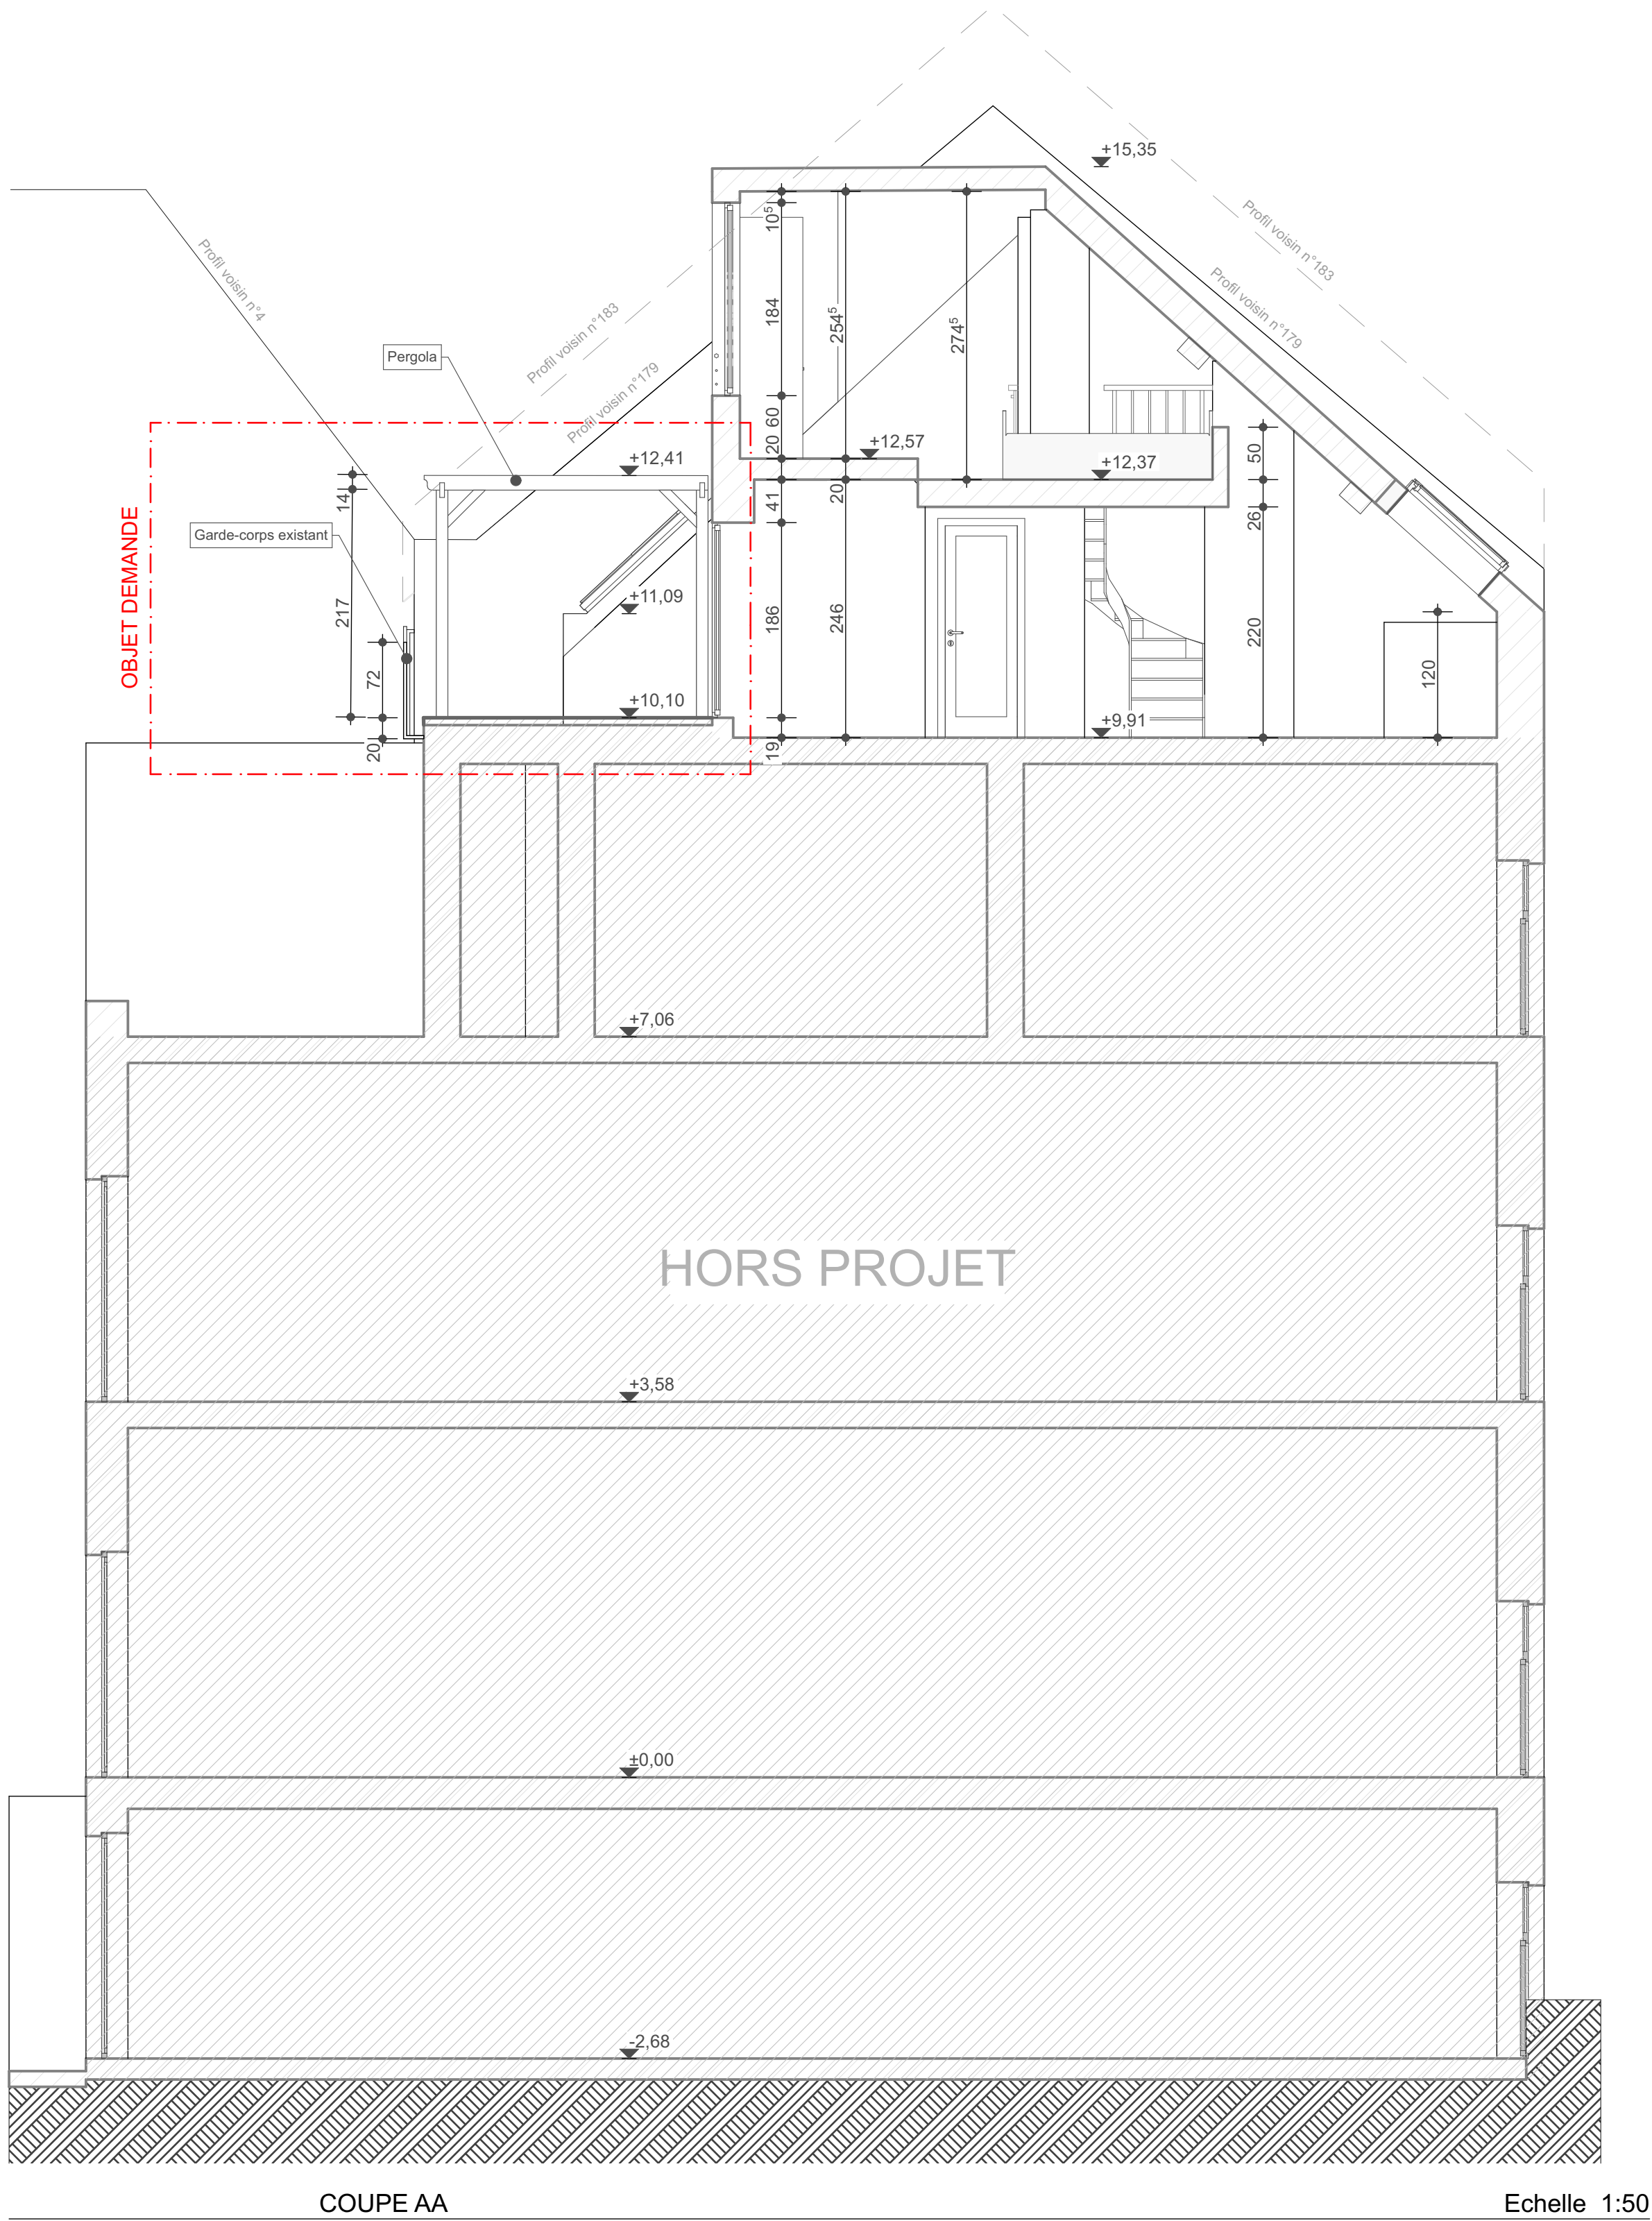 +15,35
Profil voisin n°183
Profil voisin n°179
Profil voisin n°4
Profil voisin n°183
Profil voisin n°179
Pergola
Garde-corps existant
OBJET DEMANDE
10⁵
184
254⁵
274⁵
60
20
+12,57
+12,41
+12,37
50
14
41
20
26
217
+11,09
186
246
220
120
72
+10,10
+9,91
20
19
+7,06
HORS PROJET
+3,58
±0,00
-2,68
COUPE AA
Echelle 1:50